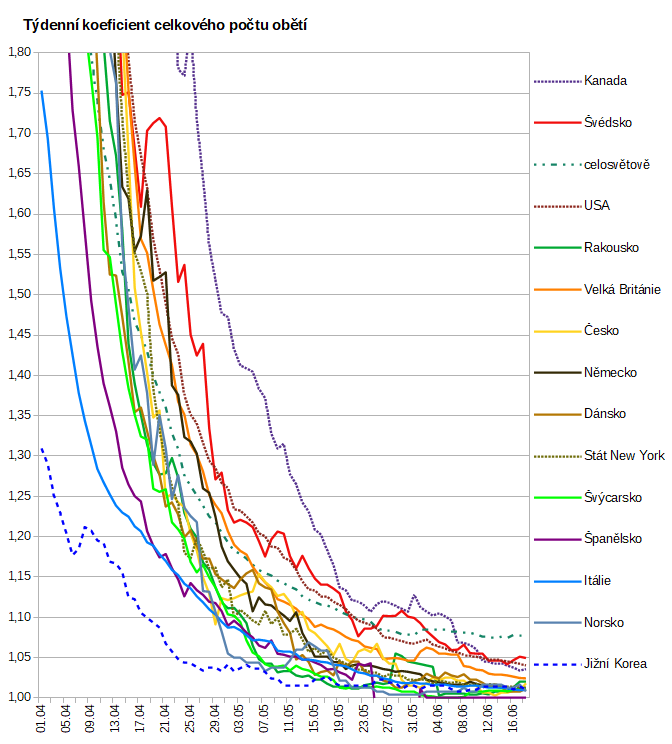 Týdenní koeficient celkového počtu obětí
1,80
1,75
1,70
1,65
1,60
1,55
1,50
1,45
1,40
1,35
1,30
1,25
1,20
1,15
1,10
1,05
1,00
01.04
05.04
09.04
13.04
17.04
21.04
25.04
29.04
03.05
07.05
11.05
15.05
19.05
23.05
27.05
31.05
04.06
08.06
12.06
16.06
Kanada
Švédsko
celosvětově
USA
Rakousko
Velká Británie
Česko
Německo
Dánsko
Stát New York
Švýcarsko
Španělsko
Itálie
Norsko
Jižní Korea